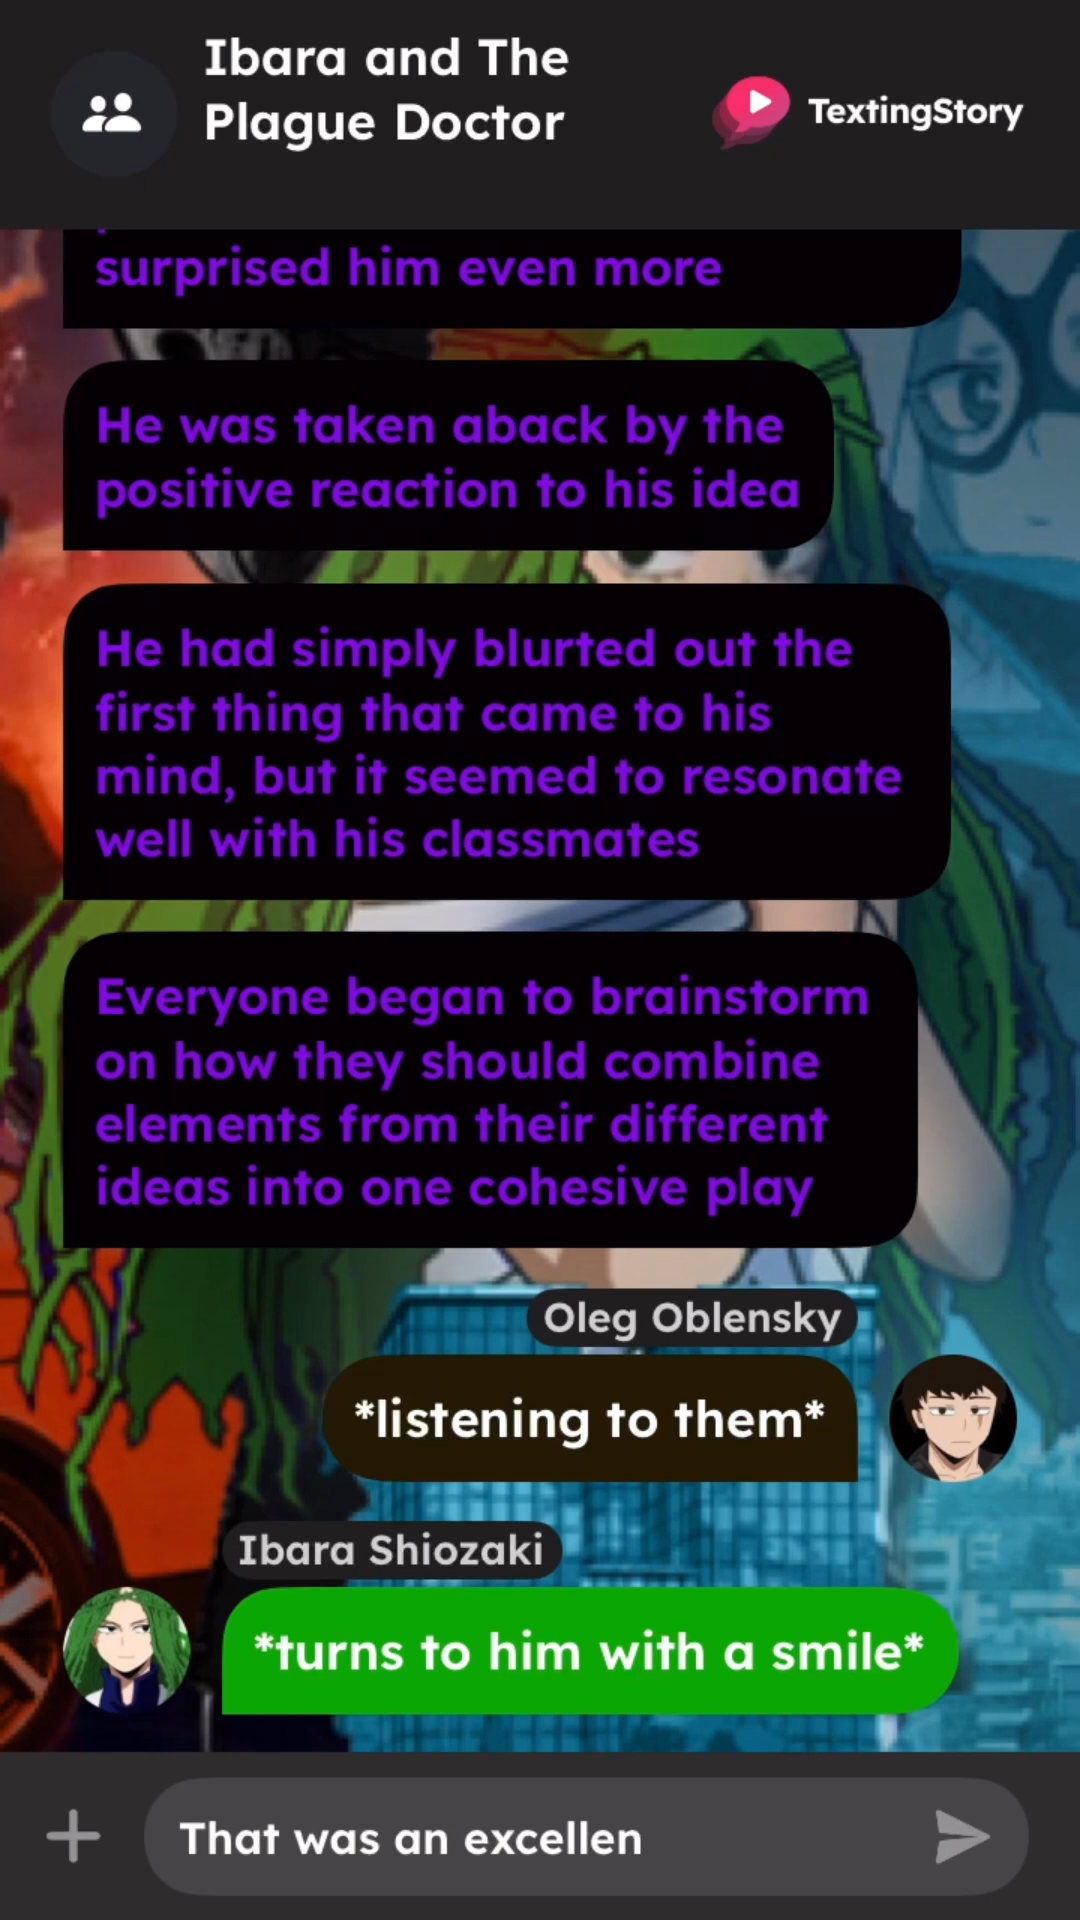 Ibara and The
Plague Doctor
TextingStory
surprised him even more
He was taken aback by the
positive reaction to his idea
He had simply blurted out the
first thing that came to his
mind, but it seemed to resonate
well with his classmates
Everyone began to brainstorm
on how they should combine
elements from their different
ideas into one cohesive play
Oleg Oblensky
*listening to them*
Ibara Shiozaki
*turns to him with a smile*
That was an excellen